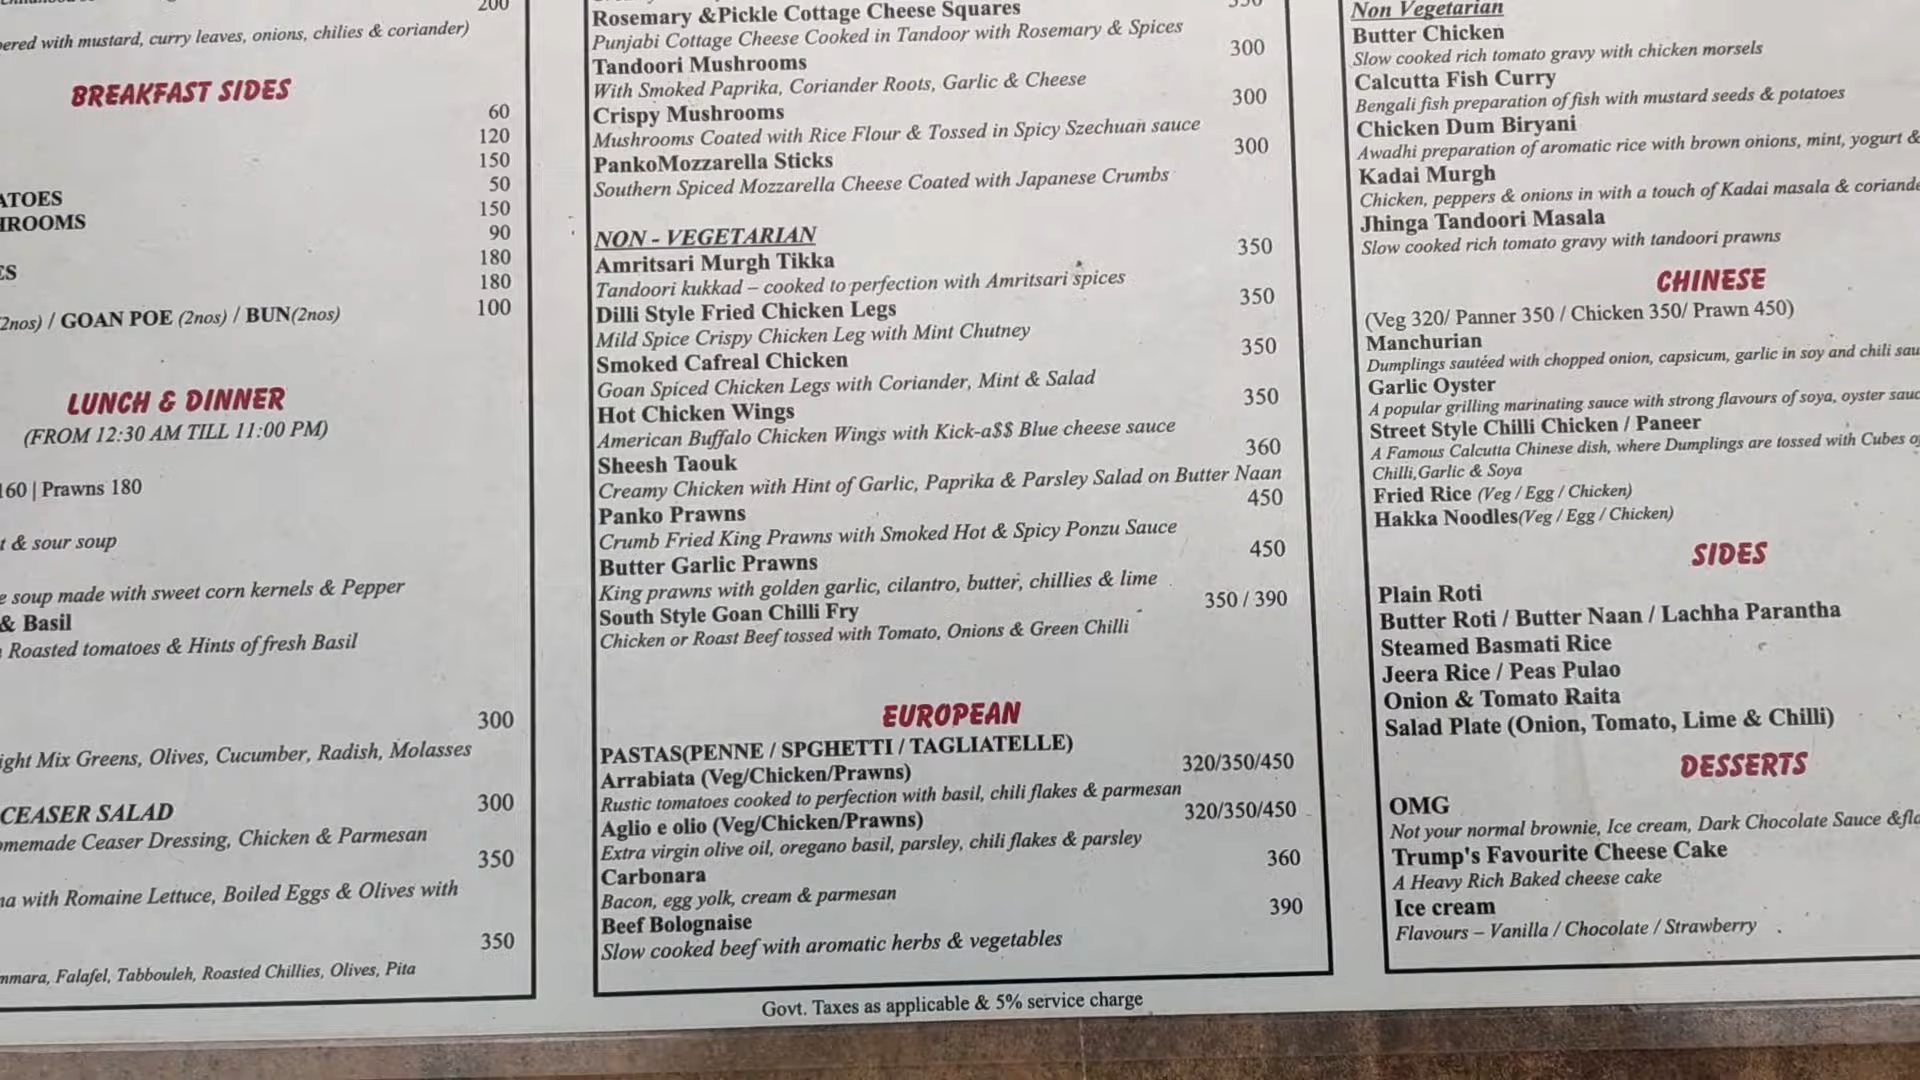 200
ered with mustard, curry leaves, onions, chilies & coriander)
BREAKFAST SIDES
60
120
150
ATOES 50
HROOMS 150
90
ES 180
180
(2nos) / GOAN POE (2nos) / BUN(2nos) 100
LUNCH & DINNER
(FROM 12:30 AM TILL 11:00 PM)
160 | Prawns 180
t & sour soup
e soup made with sweet corn kernels & Pepper
& Basil
Roasted tomatoes & Hints of fresh Basil
300
ight Mix Greens, Olives, Cucumber, Radish, Molasses
CEASER SALAD 300
omemade Ceaser Dressing, Chicken & Parmesan
350
na with Romaine Lettuce, Boiled Eggs & Olives with
350
mmara, Falafel, Tabbouleh, Roasted Chillies, Olives, Pita
Rosemary &Pickle Cottage Cheese Squares
Punjabi Cottage Cheese Cooked in Tandoor with Rosemary & Spices
Tandoori Mushrooms 300
With Smoked Paprika, Coriander Roots, Garlic & Cheese
Crispy Mushrooms 300
Mushrooms Coated with Rice Flour & Tossed in Spicy Szechuan sauce
PankoMozzarella Sticks 300
Southern Spiced Mozzarella Cheese Coated with Japanese Crumbs
NON - VEGETARIAN
Amritsari Murgh Tikka 350
Tandoori kukkad – cooked to perfection with Amritsari spices
Dilli Style Fried Chicken Legs 350
Mild Spice Crispy Chicken Leg with Mint Chutney
Smoked Cafreal Chicken 350
Goan Spiced Chicken Legs with Coriander, Mint & Salad
Hot Chicken Wings 350
American Buffalo Chicken Wings with Kick-a$$ Blue cheese sauce
Sheesh Taouk 360
Creamy Chicken with Hint of Garlic, Paprika & Parsley Salad on Butter Naan
Panko Prawns 450
Crumb Fried King Prawns with Smoked Hot & Spicy Ponzu Sauce
Butter Garlic Prawns 450
King prawns with golden garlic, cilantro, butter, chillies & lime
South Style Goan Chilli Fry 350 / 390
Chicken or Roast Beef tossed with Tomato, Onions & Green Chilli
EUROPEAN
PASTAS(PENNE / SPGHETTI / TAGLIATELLE)
Arrabiata (Veg/Chicken/Prawns) 320/350/450
Rustic tomatoes cooked to perfection with basil, chili flakes & parmesan
Aglio e olio (Veg/Chicken/Prawns) 320/350/450
Extra virgin olive oil, oregano basil, parsley, chili flakes & parsley
Carbonara 360
Bacon, egg yolk, cream & parmesan
Beef Bolognaise 390
Slow cooked beef with aromatic herbs & vegetables
Non Vegetarian
Butter Chicken
Slow cooked rich tomato gravy with chicken morsels
Calcutta Fish Curry
Bengali fish preparation of fish with mustard seeds & potatoes
Chicken Dum Biryani
Awadhi preparation of aromatic rice with brown onions, mint, yogurt &
Kadai Murgh
Chicken, peppers & onions in with a touch of Kadai masala & coriande
Jhinga Tandoori Masala
Slow cooked rich tomato gravy with tandoori prawns
CHINESE
(Veg 320/ Panner 350 / Chicken 350/ Prawn 450)
Manchurian
Dumplings sautéed with chopped onion, capsicum, garlic in soy and chili sau
Garlic Oyster
A popular grilling marinating sauce with strong flavours of soya, oyster sauc
Street Style Chilli Chicken / Paneer
A Famous Calcutta Chinese dish, where Dumplings are tossed with Cubes of
Chilli,Garlic & Soya
Fried Rice (Veg / Egg / Chicken)
Hakka Noodles(Veg / Egg / Chicken)
SIDES
Plain Roti
Butter Roti / Butter Naan / Lachha Parantha
Steamed Basmati Rice
Jeera Rice / Peas Pulao
Onion & Tomato Raita
Salad Plate (Onion, Tomato, Lime & Chilli)
DESSERTS
OMG
Not your normal brownie, Ice cream, Dark Chocolate Sauce &fla
Trump's Favourite Cheese Cake
A Heavy Rich Baked cheese cake
Ice cream
Flavours – Vanilla / Chocolate / Strawberry
Govt. Taxes as applicable & 5% service charge